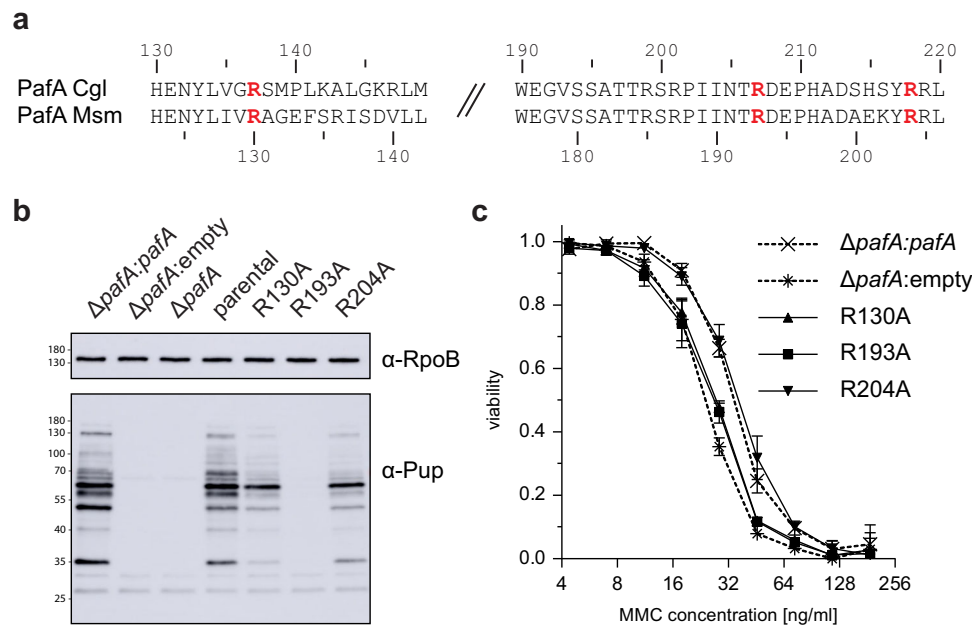 a
130 140 190 200 210 220
PafA Cgl HENYLIVGRSMPLKALGKRLM // WEGVSSATTRSRPIINTRDEPHADSHSYRRL
PafA Msm HENYLIVRAGEFSRISDVLL WEGVSSATTRSRPIINTRDEPHADAEKYRRL
130 140 180 190 200
b
ΔpafA:pafA
ΔpafA:empty
ΔpafA
parental
R130A
R193A
R204A
180
130
α-RpoB
180
130
100
70
55
40
35
25
α-Pup
c
1.0
0.8
0.6
0.4
0.2
0.0
viability
4 8 16 32 64 128 256
MMC concentration [ng/ml]
ΔpafA:pafA
ΔpafA:empty
R130A
R193A
R204A